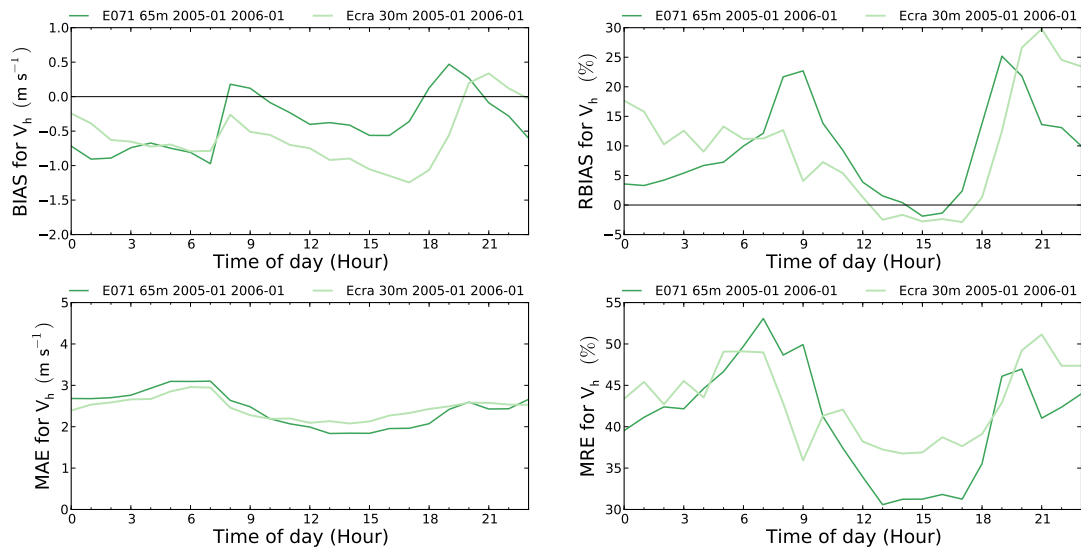 E071 65m 2005-01 2006-01 Ecra 30m 2005-01 2006-01
BIAS for V_h (m s⁻¹)
1.0
0.5
0.0
−0.5
−1.0
−1.5
−2.0
0 3 6 9 12 15 18 21
Time of day (Hour)
E071 65m 2005-01 2006-01 Ecra 30m 2005-01 2006-01
RBIAS for V_h (%)
30
25
20
15
10
5
0
−5
0 3 6 9 12 15 18 21
Time of day (Hour)
E071 65m 2005-01 2006-01 Ecra 30m 2005-01 2006-01
MAE for V_h (m s⁻¹)
5
4
3
2
1
0
0 3 6 9 12 15 18 21
Time of day (Hour)
E071 65m 2005-01 2006-01 Ecra 30m 2005-01 2006-01
MRE for V_h (%)
55
50
45
40
35
30
0 3 6 9 12 15 18 21
Time of day (Hour)